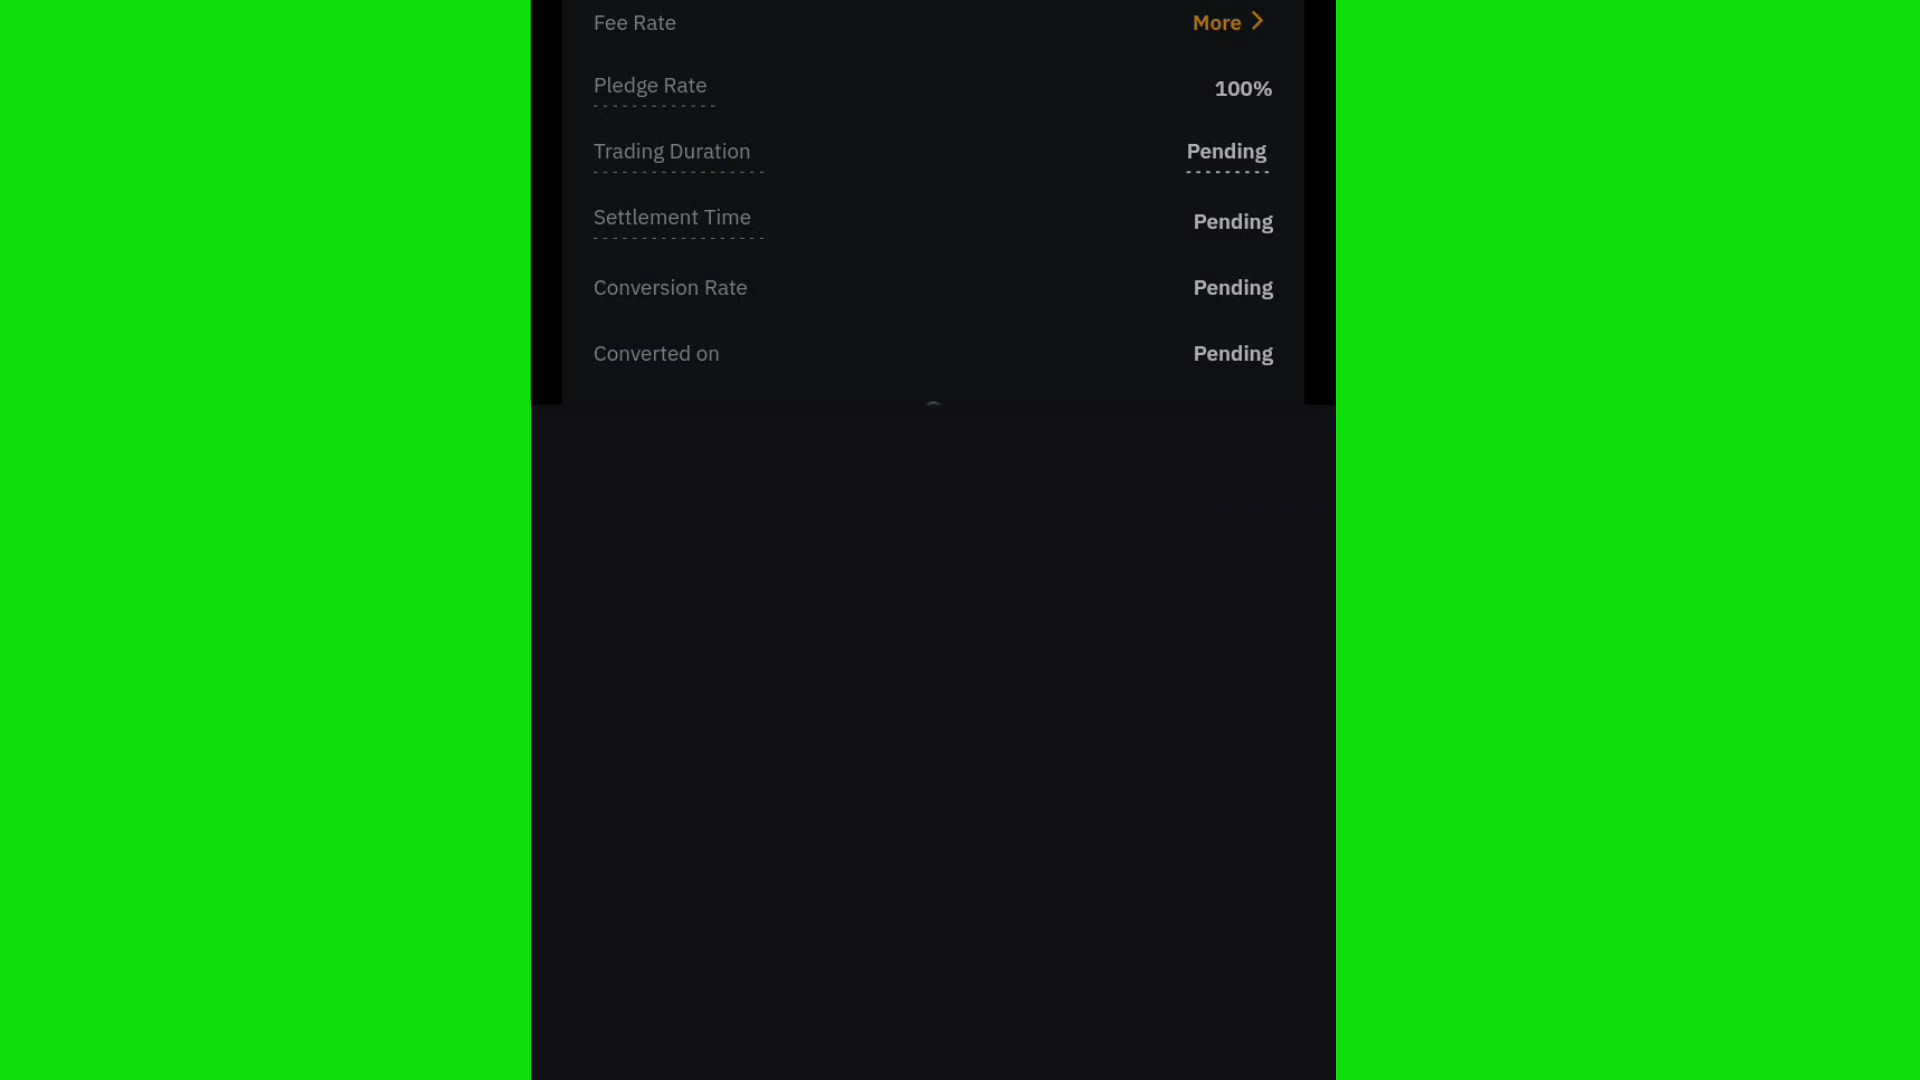 Fee Rate More
Pledge Rate 100%
Trading Duration Pending
Settlement Time Pending
Conversion Rate Pending
Converted on Pending